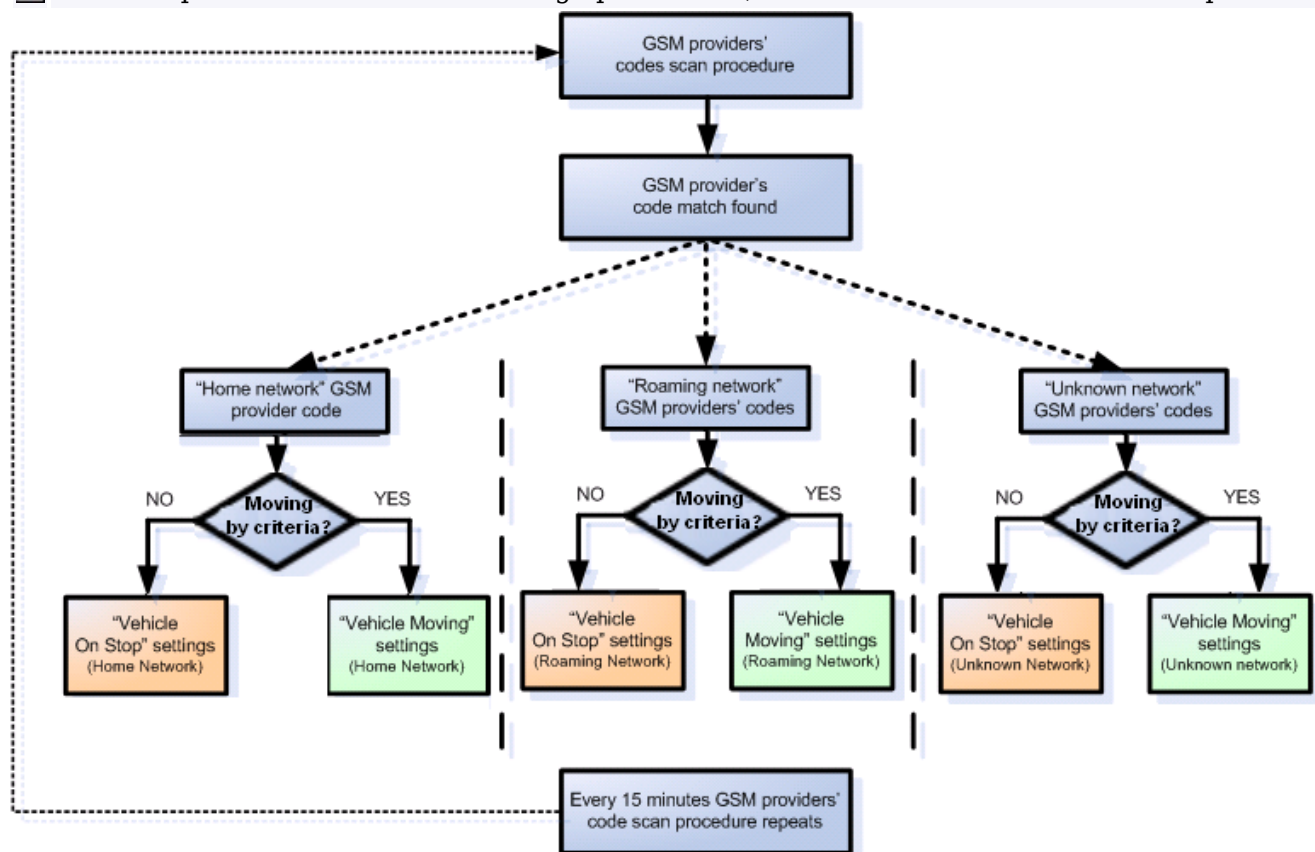 GSM providers'
codes scan procedure
GSM provider's
code match found
"Home network" GSM
provider code
"Roaming network"
GSM providers' codes
"Unknown network"
GSM providers' codes
NO
Moving
by criteria?
YES
NO
Moving
by criteria?
YES
NO
Moving
by criteria?
YES
"Vehicle
On Stop" settings
(Home Network)
"Vehicle Moving"
settings
(Home Network)
"Vehicle
On Stop" settings
(Roaming Network)
"Vehicle
Moving" settings
(Roaming Network)
"Vehicle
On Stop" settings
(Unknown Network)
"Vehicle Moving"
settings
(Unknown network)
Every 15 minutes GSM providers'
code scan procedure repeats